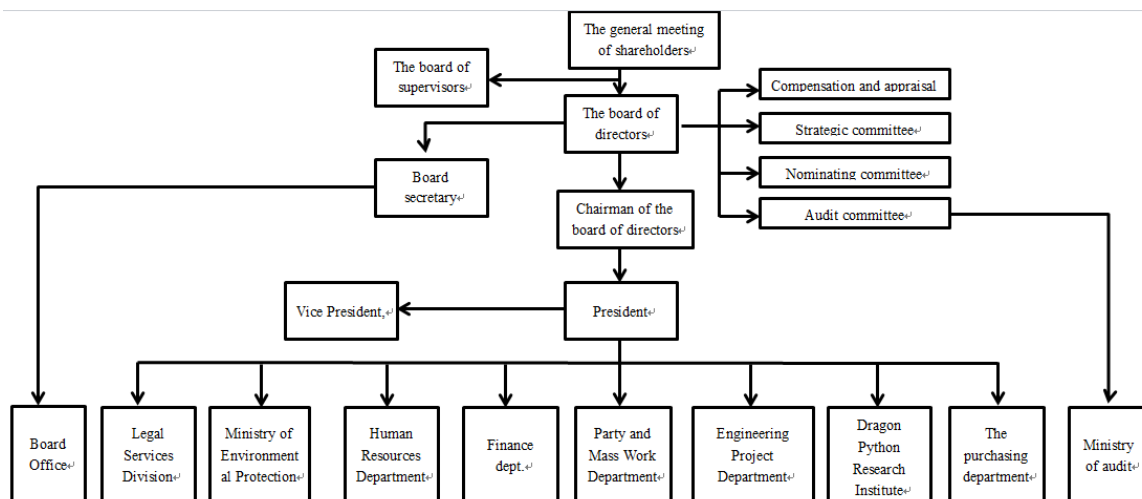 The general meeting
of shareholders
The board of
supervisors
Compensation and appraisal
The board of
directors
Strategic committee
Board
secretary
Nominating committee
Chairman of the
board of directors
Audit committee
Vice President,
President
Board
Office
Legal
Services
Division
Ministry of
Environment
al Protection
Human
Resources
Department
Finance
dept.
Party and
Mass Work
Department
Engineering
Project
Department
Dragon
Python
Research
Institute
The
purchasing
department
Ministry
of audit